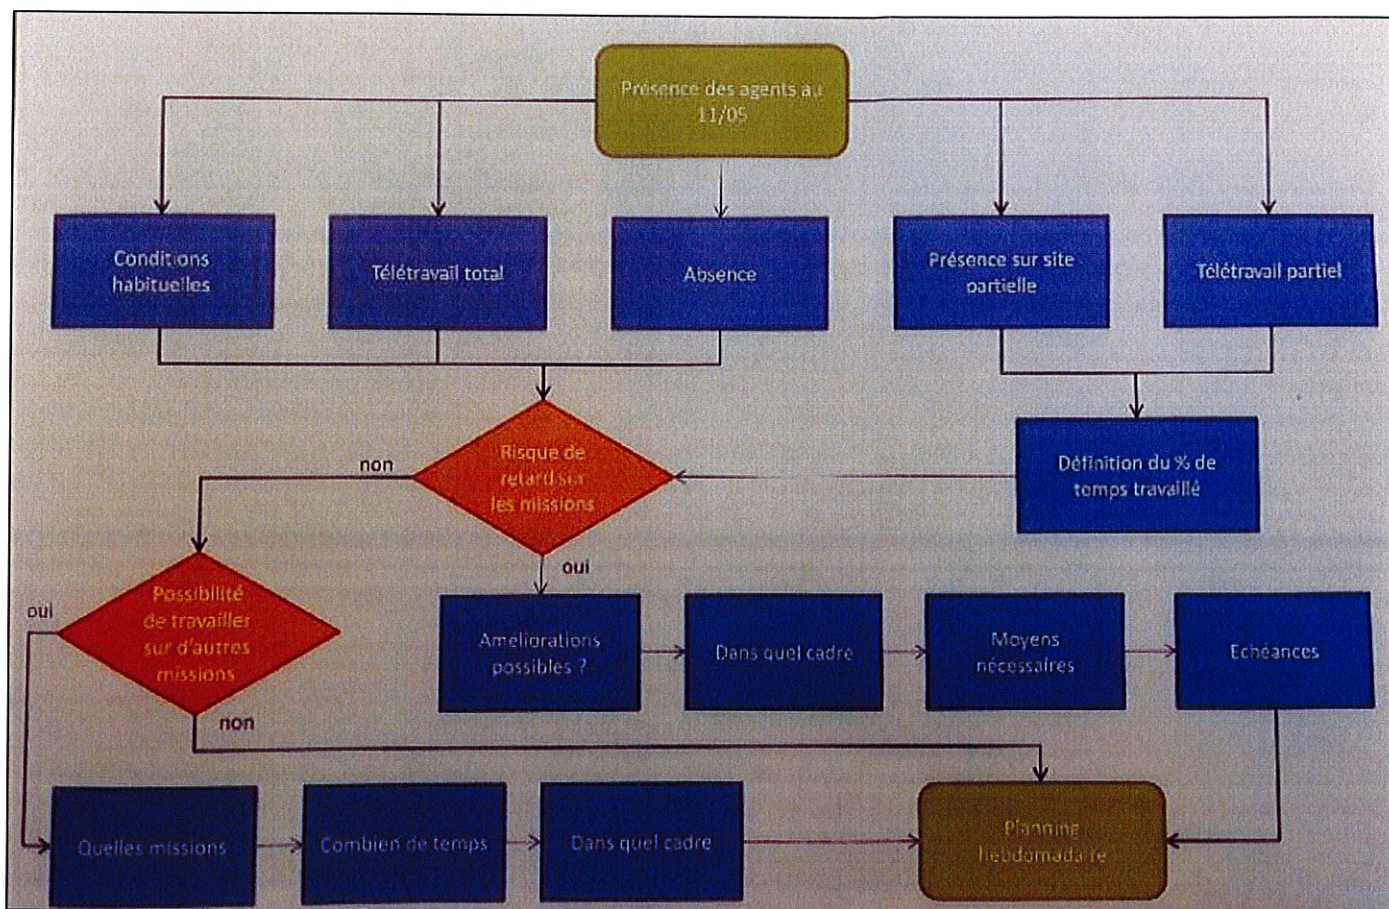 Présence des agents au
11/05
Conditions
habituelles
Télétravail total
Absence
Présence sur site
partielle
Télétravail partiel
Risque de
retard sur
les missions
non
Définition du % de
temps travaillé
oui
Possibilité
de travailler
sur d'autres
missions
oui
Améliorations
possibles ?
Dans quel cadre
Moyens
nécessaires
Echéances
non
Quelles missions
Combien de temps
Dans quel cadre
Planning
hebdomadaire